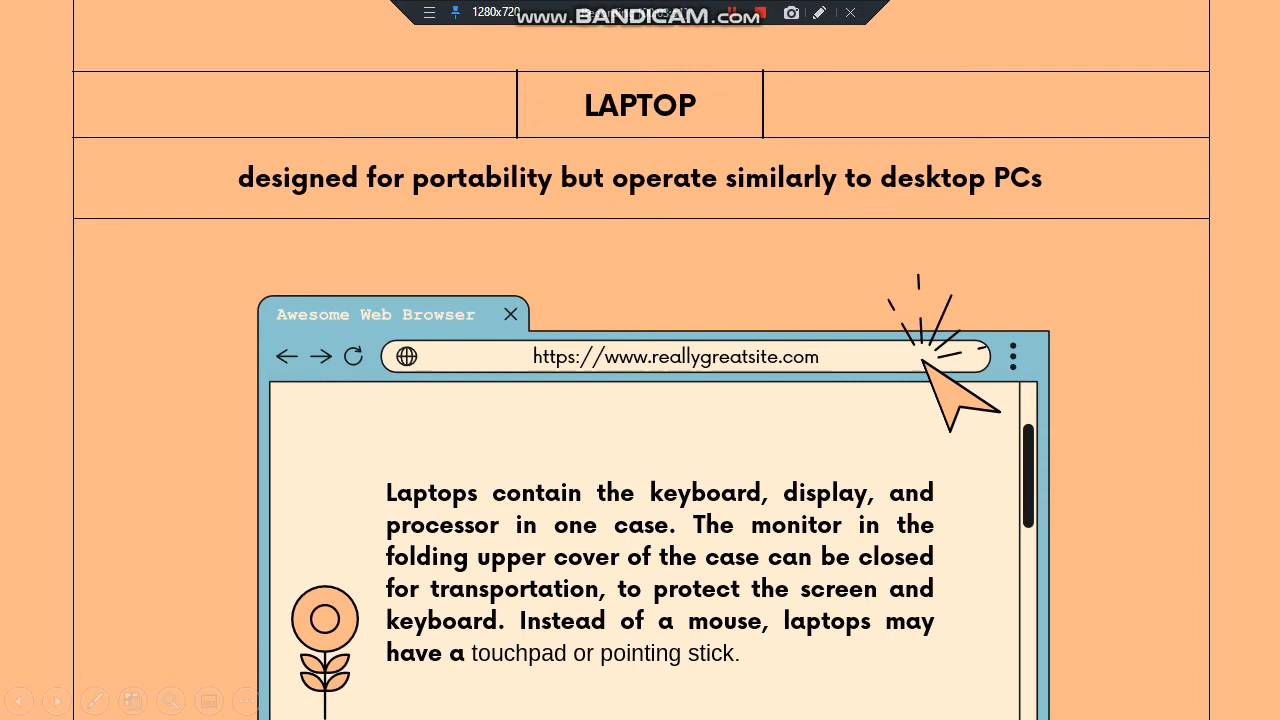 1280x720
www.BANDICAM.com
LAPTOP
designed for portability but operate similarly to desktop PCs
Awesome Web Browser
https://www.reallygreatsite.com
Laptops contain the keyboard, display, and
processor in one case. The monitor in the
folding upper cover of the case can be closed
for transportation, to protect the screen and
keyboard. Instead of a mouse, laptops may
have a touchpad or pointing stick.